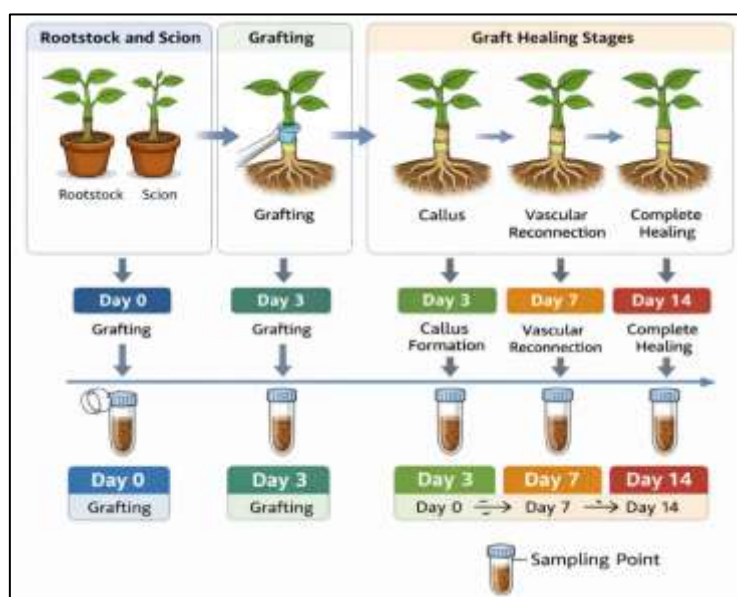 Rootstock and Scion
Grafting
Graft Healing Stages
Rootstock
Scion
Grafting
Callus
Vascular
Reconnection
Complete
Healing
Day 0
Day 3
Day 3
Day 7
Day 14
Grafting
Grafting
Callus
Formation
Vascular
Reconnection
Complete
Healing
Day 0
Grafting
Day 3
Grafting
Day 3
Day 7
Day 14
Day 0
Day 7
Day 14
Sampling Point